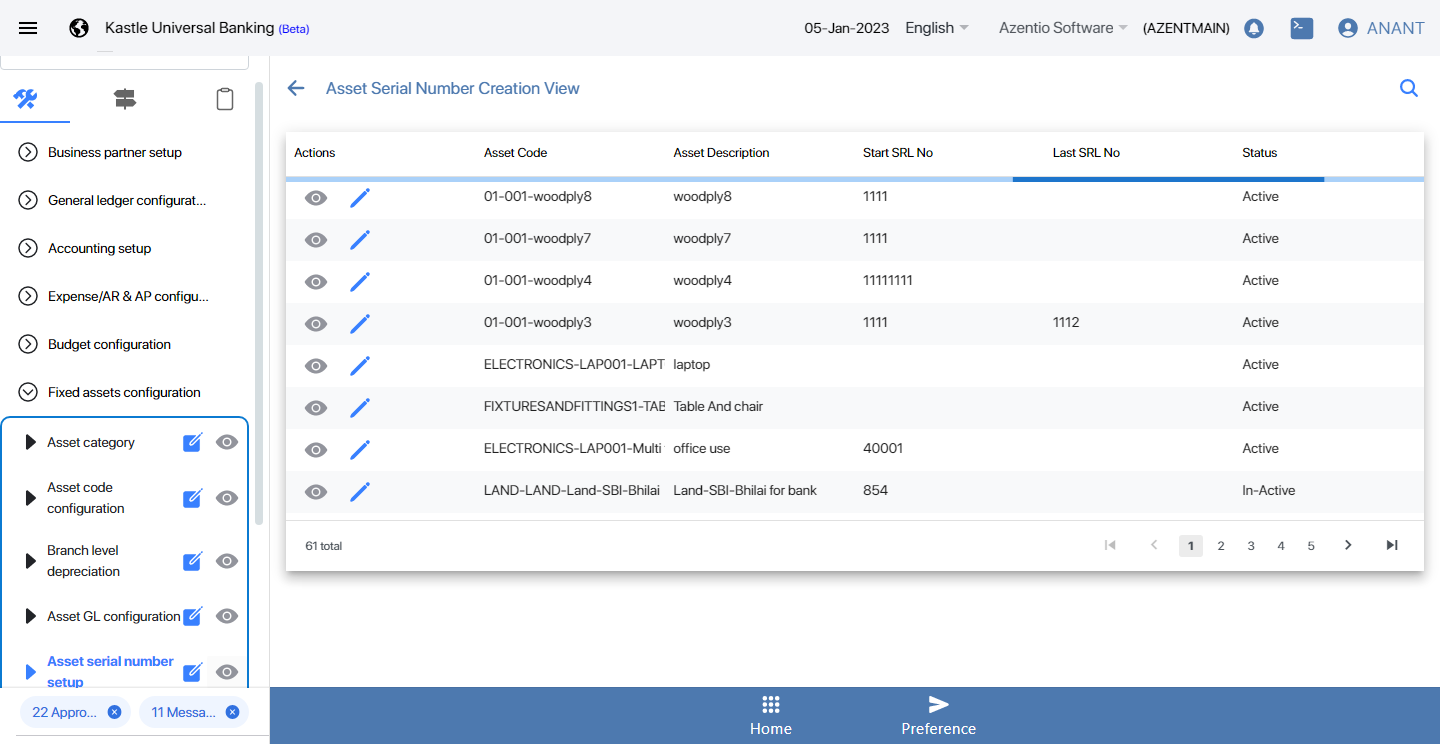 Kastle Universal Banking (Beta)
05-Jan-2023 English Azentio Software (AZENTMAIN) ANANT
Asset Serial Number Creation View
Business partner setup
General ledger configurat...
Accounting setup
Expense/AR & AP configu...
Budget configuration
Fixed assets configuration
Asset category
Asset code
configuration
Branch level
depreciation
Asset GL configuration
Asset serial number
setup
22 Appro... 11 Messa...
Actions Asset Code Asset Description Start SRL No Last SRL No Status
01-001-woodply8 woodply8 1111 Active
01-001-woodply7 woodply7 1111 Active
01-001-woodply4 woodply4 11111111 Active
01-001-woodply3 woodply3 1111 1112 Active
ELECTRONICS-LAP001-LAPT laptop Active
FIXTURESANDFITTINGS1-TAB Table And chair Active
ELECTRONICS-LAP001-Multi office use 40001 Active
LAND-LAND-Land-SBI-Bhilai Land-SBI-Bhilai for bank 854 In-Active
61 total 1 2 3 4 5
Home Preference